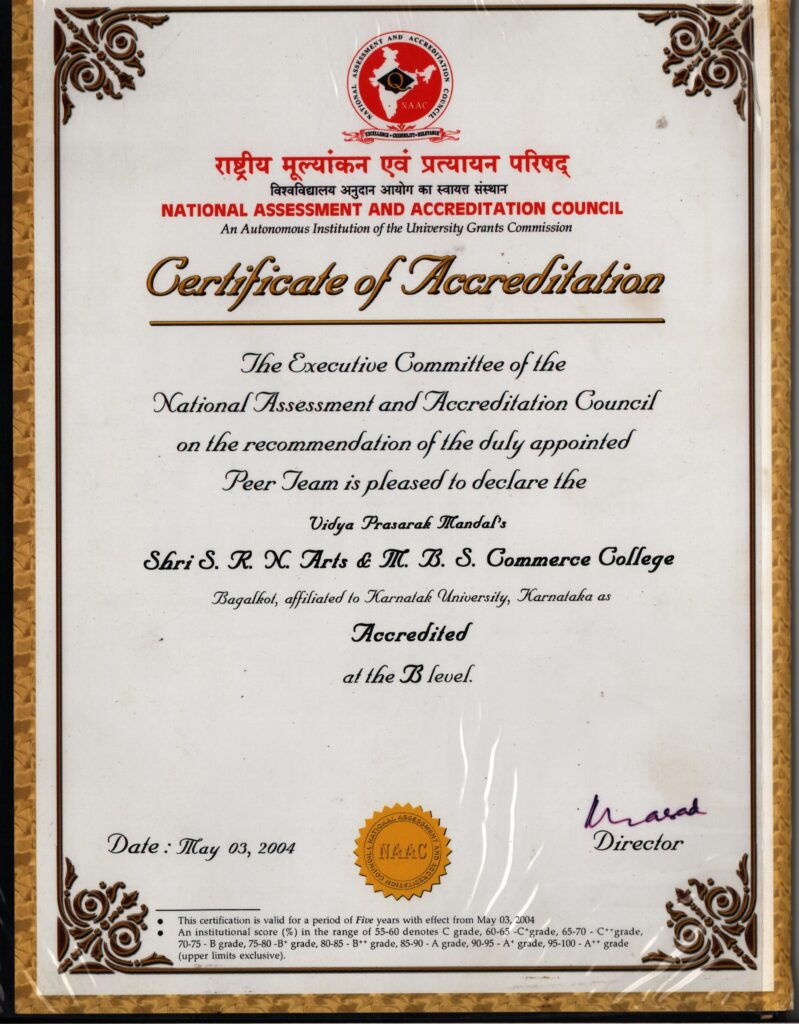 NATIONAL ASSESSMENT AND ACCREDITATION COUNCIL
Q
NAAC
EXCELLENCE • CREDIBILITY • RELEVANCE
राष्ट्रीय मूल्यांकन एवं प्रत्यायन परिषद्
विश्वविद्यालय अनुदान आयोग का स्वायत्त संस्थान
NATIONAL ASSESSMENT AND ACCREDITATION COUNCIL
An Autonomous Institution of the University Grants Commission
Certificate of Accreditation
The Executive Committee of the
National Assessment and Accreditation Council
on the recommendation of the duly appointed
Peer Team is pleased to declare the
Vidya Prasarak Mandal's
Shri S. R. N. Arts & M. B. S. Commerce College
Bagalkot, affiliated to Karnatak University, Karnataka as
Accredited
at the B level.
Date : May 03, 2004
NAAC
NATIONAL ASSESSMENT AND ACCREDITATION COUNCIL
Director
• This certification is valid for a period of Five years with effect from May 03, 2004
• An institutional score (%) in the range of 55-60 denotes C grade, 60-65 -C+grade, 65-70 - C++grade,
70-75 - B grade, 75-80 -B+ grade, 80-85 - B++ grade, 85-90 - A grade, 90-95 - A+ grade, 95-100 - A++ grade
(upper limits exclusive).